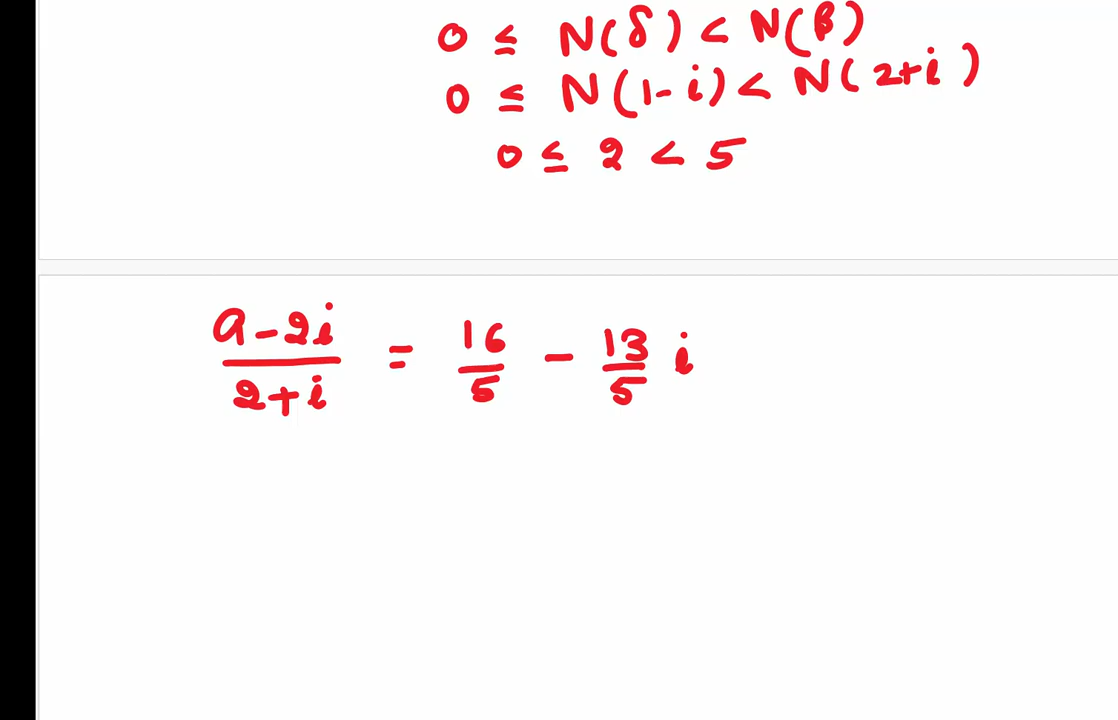 0 ≤ N(δ) < N(β)
0 ≤ N(1-i) < N(2+i)
0 ≤ 2 < 5
9-2i/2+i = 16/5 - 13/5 i